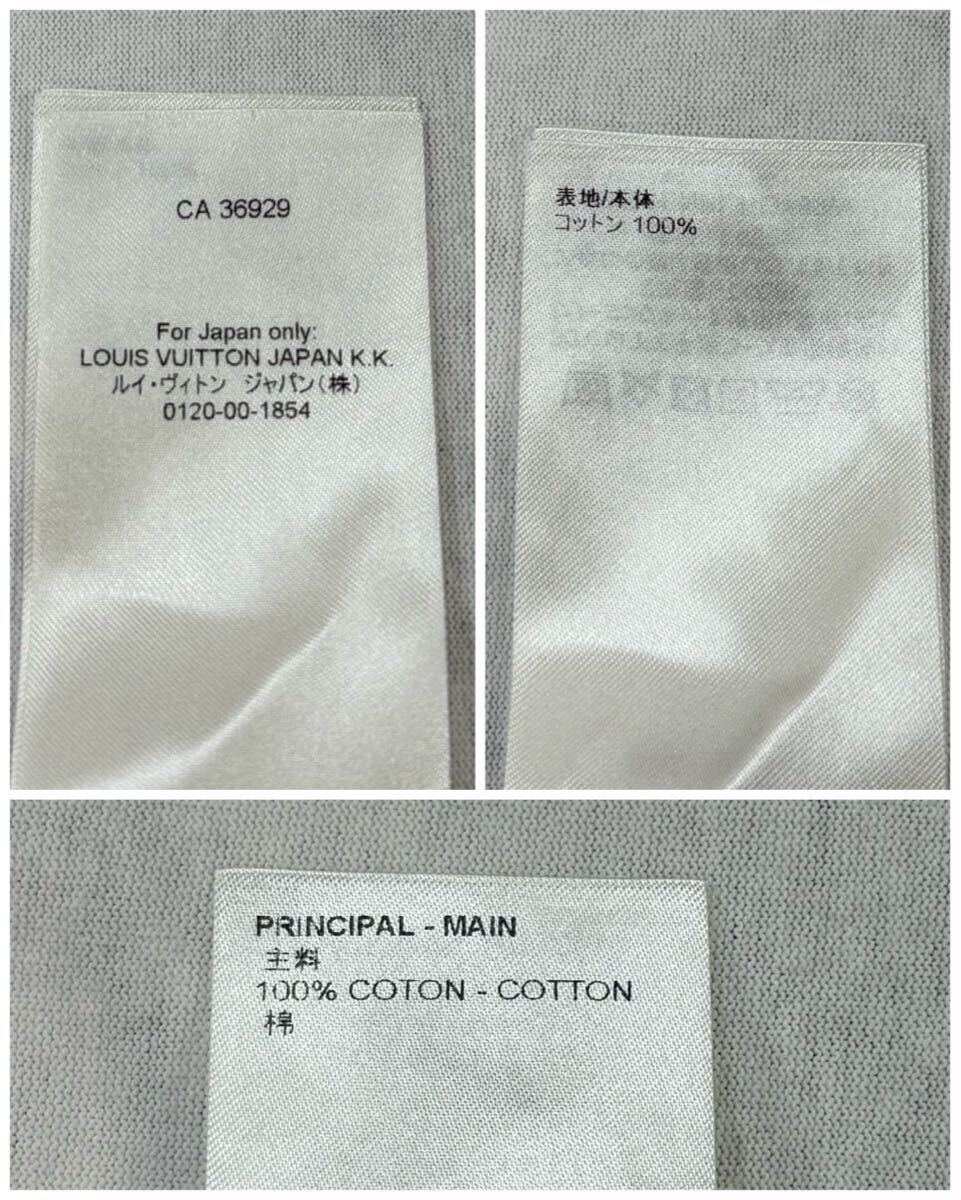 CA 36929
For Japan only:
LOUIS VUITTON JAPAN K.K.
ルイ・ヴィトン ジャパン(株)
0120-00-1854
表地/本体
コットン 100%
PRINCIPAL - MAIN
主料
100% COTON - COTTON
棉